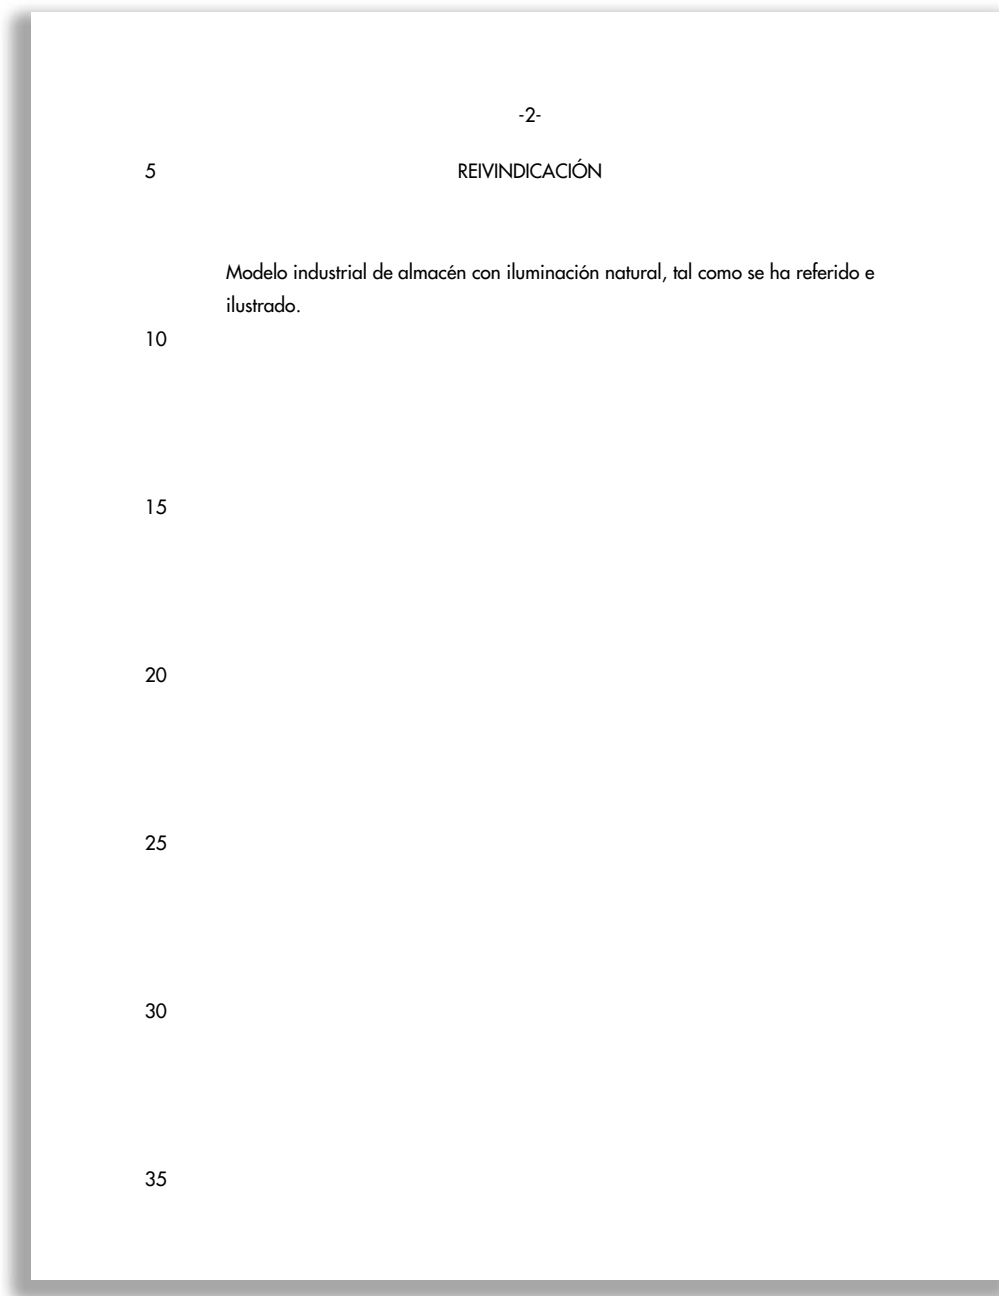 -2-
5 REIVINDICACIÓN
Modelo industrial de almacén con iluminación natural, tal como se ha referido e
ilustrado.
10
15
20
25
30
35